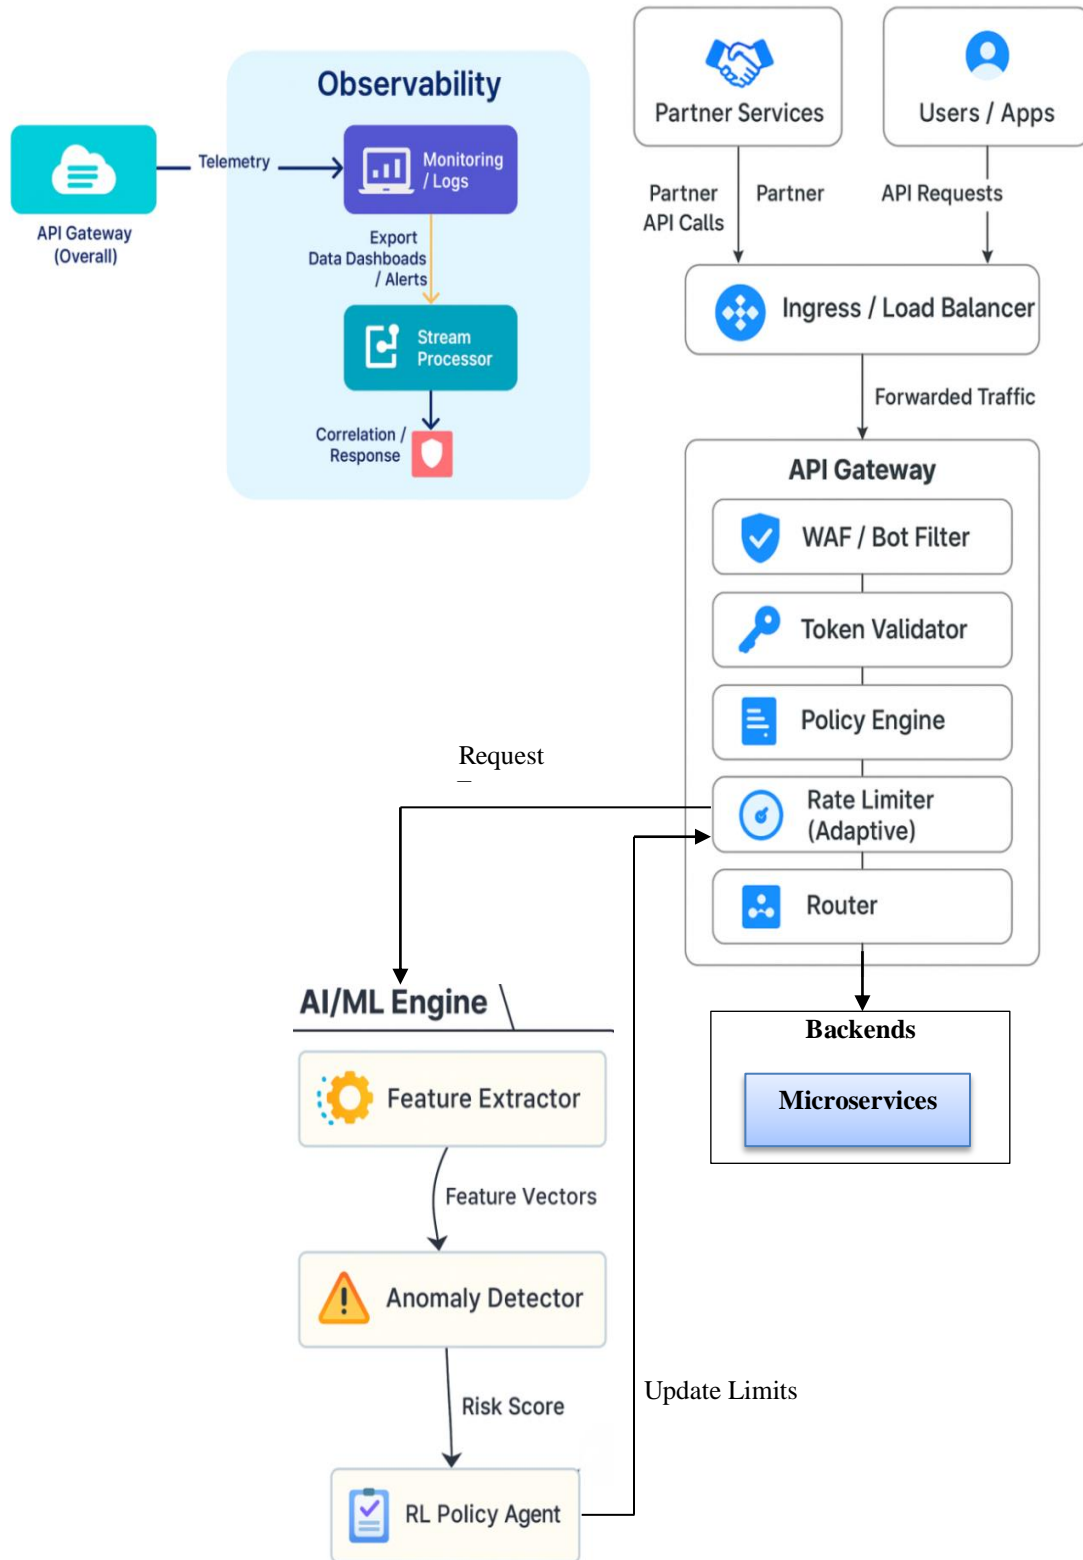 Observability
API Gateway
(Overall)
Telemetry
Monitoring
/ Logs
Export
Data Dashboads
/ Alerts
Stream
Processor
Correlation /
Response
Partner Services
Users / Apps
Partner
API Calls
Partner
API Requests
Ingress / Load Balancer
Forwarded Traffic
API Gateway
WAF / Bot Filter
Token Validator
Policy Engine
Rate Limiter
(Adaptive)
Router
Request
Backends
Microservices
AI/ML Engine
Feature Extractor
Feature Vectors
Anomaly Detector
Risk Score
Update Limits
RL Policy Agent